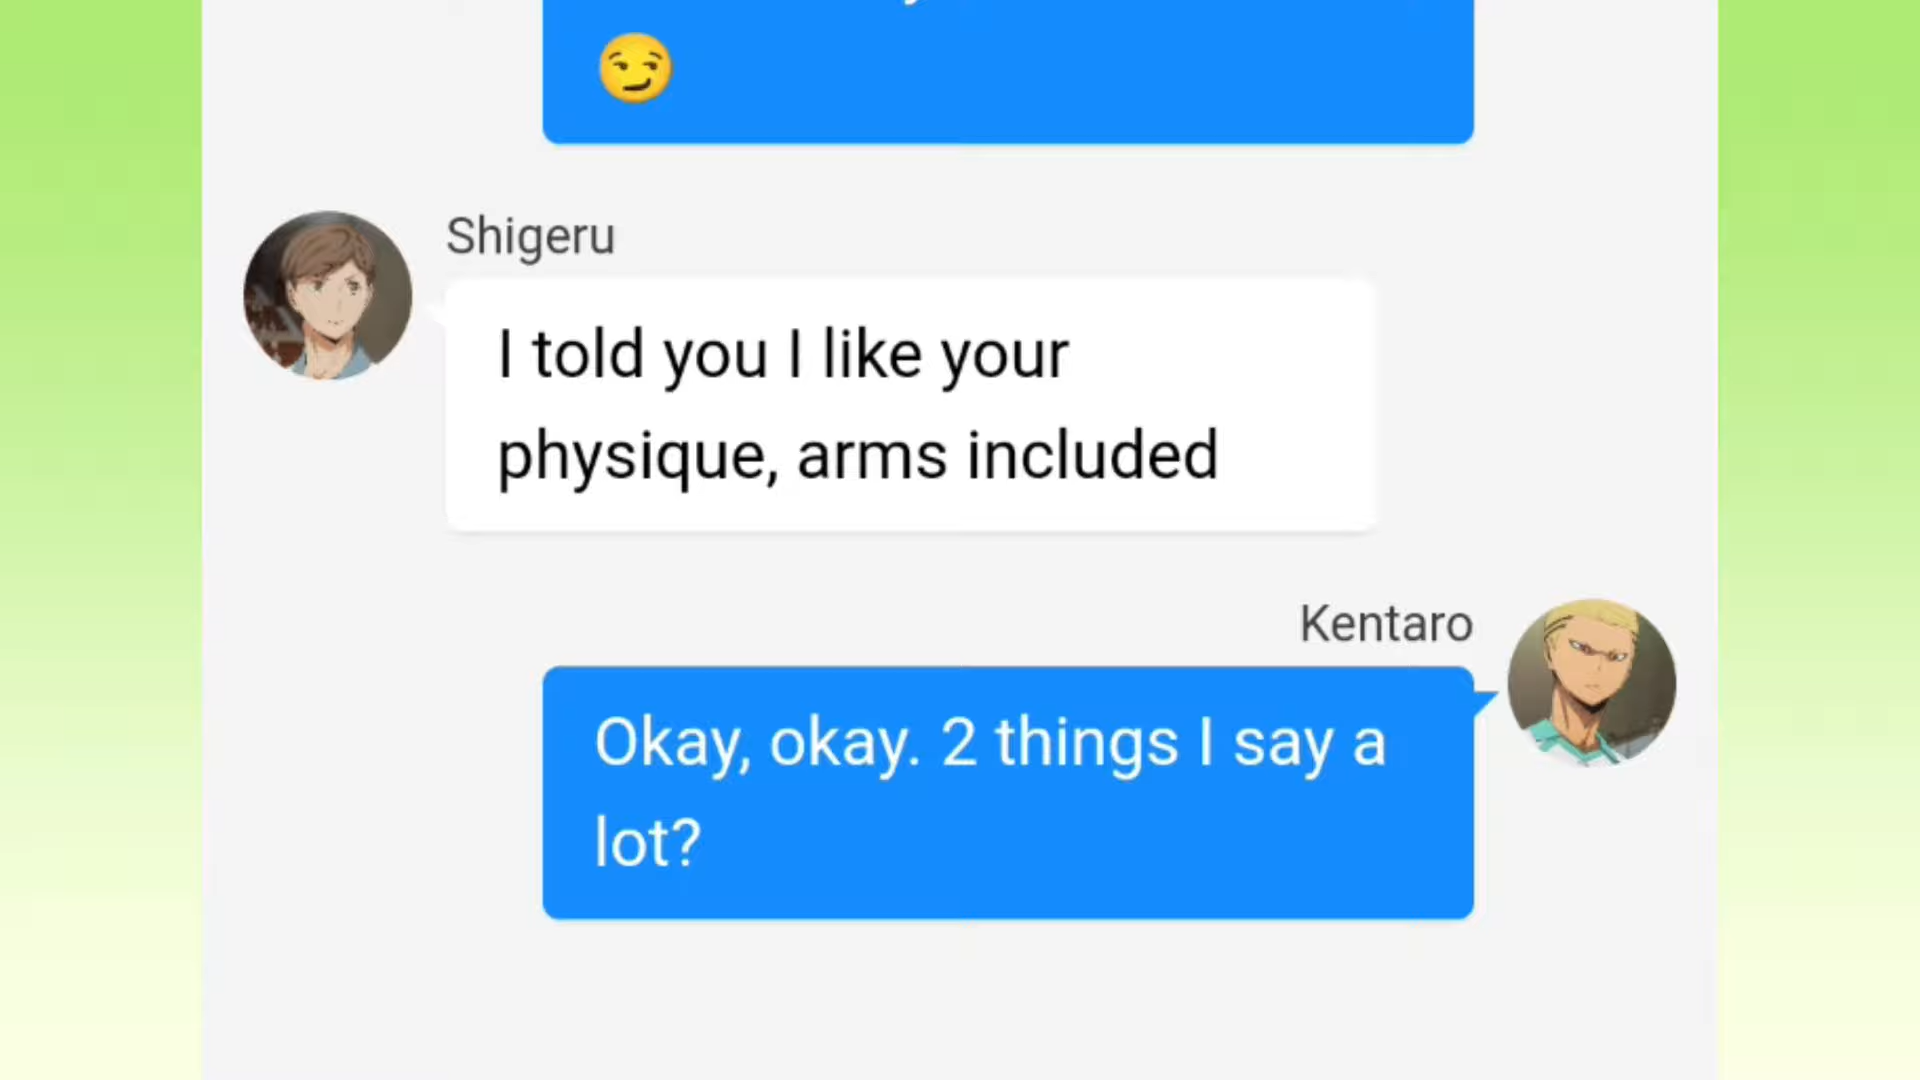 😏
Shigeru
I told you I like your
physique, arms included
Kentaro
Okay, okay. 2 things I say a
lot?